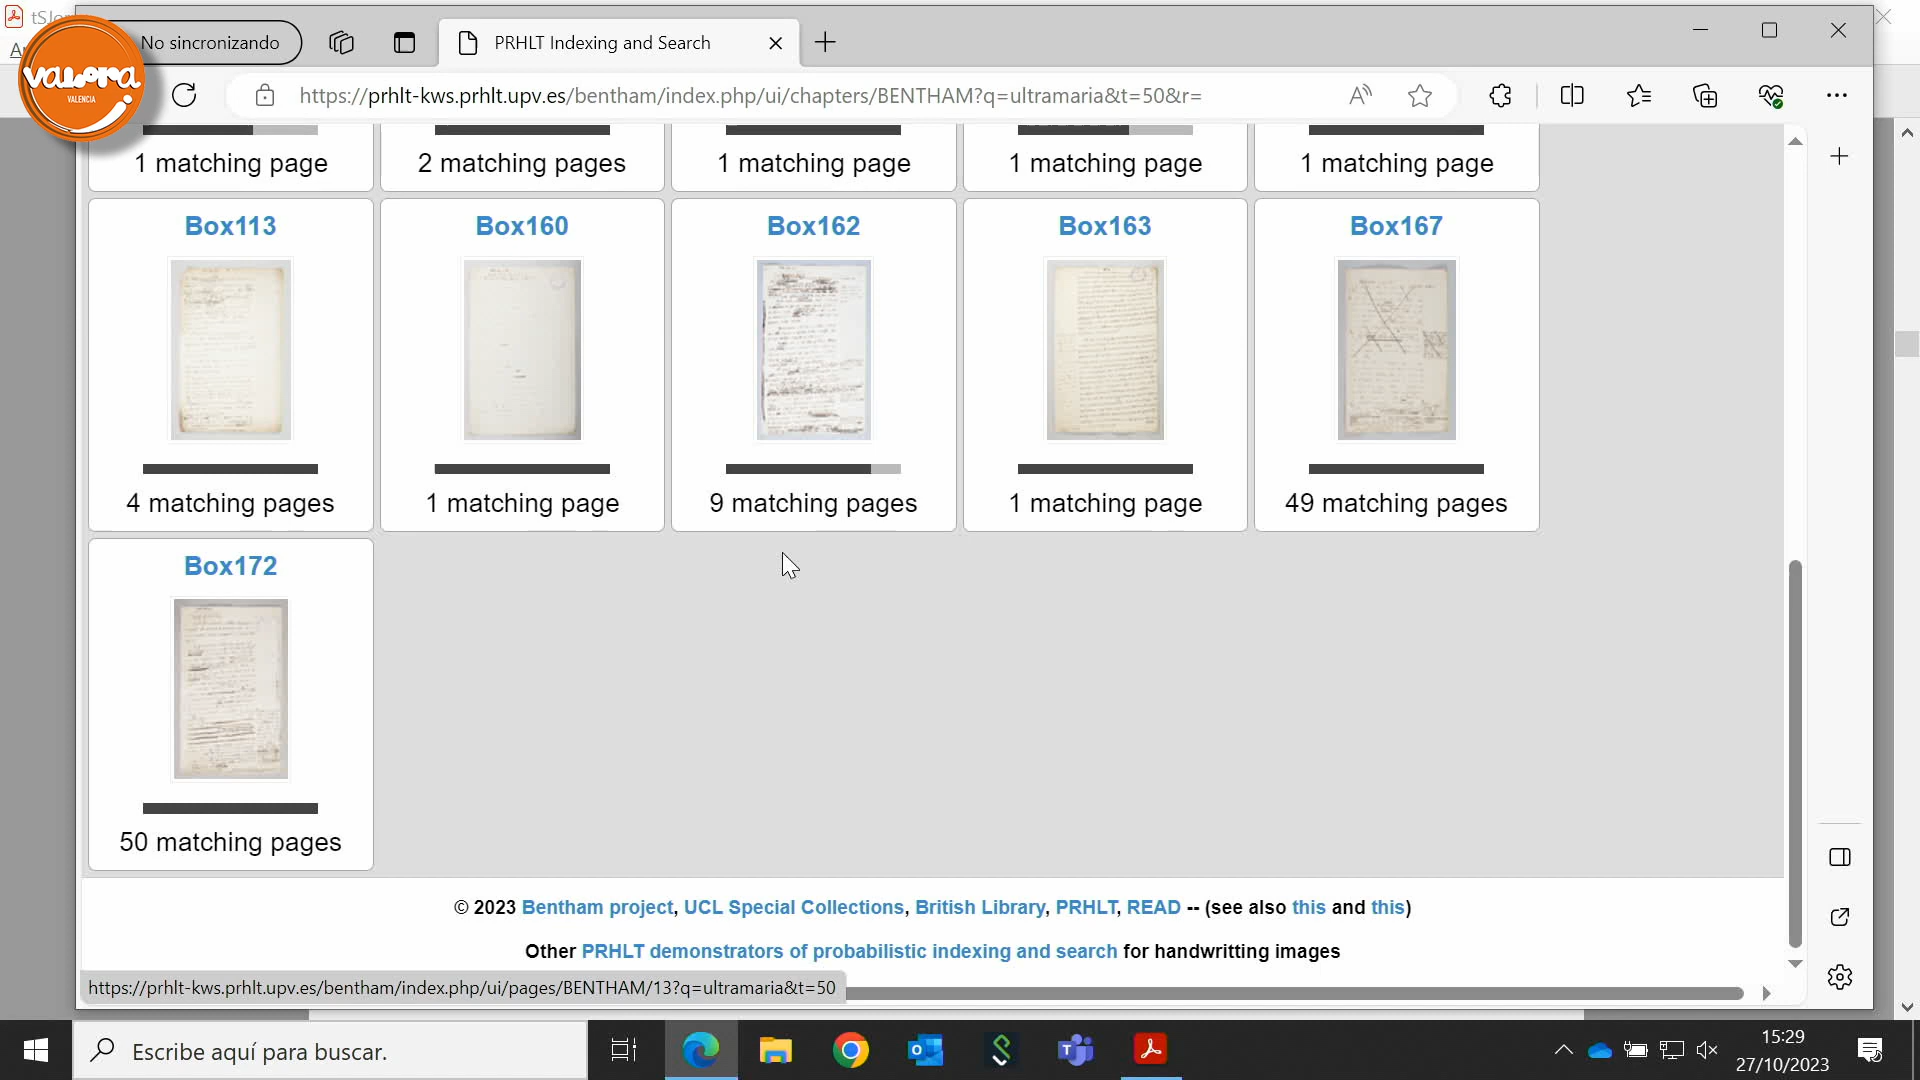 tSJor
No sincronizando
PRHLT Indexing and Search
valora
VALENCIA
https://prhlt-kws.prhlt.upv.es/bentham/index.php/ui/chapters/BENTHAM?q=ultramaria&t=50&r=
1 matching page
2 matching pages
1 matching page
1 matching page
1 matching page
Box113
Box160
Box162
Box163
Box167
4 matching pages
1 matching page
9 matching pages
1 matching page
49 matching pages
Box172
50 matching pages
© 2023 Bentham project, UCL Special Collections, British Library, PRHLT, READ -- (see also this and this)
Other PRHLT demonstrators of probabilistic indexing and search for handwritting images
https://prhlt-kws.prhlt.upv.es/bentham/index.php/ui/pages/BENTHAM/13?q=ultramaria&t=50
Escribe aquí para buscar.
15:29
27/10/2023